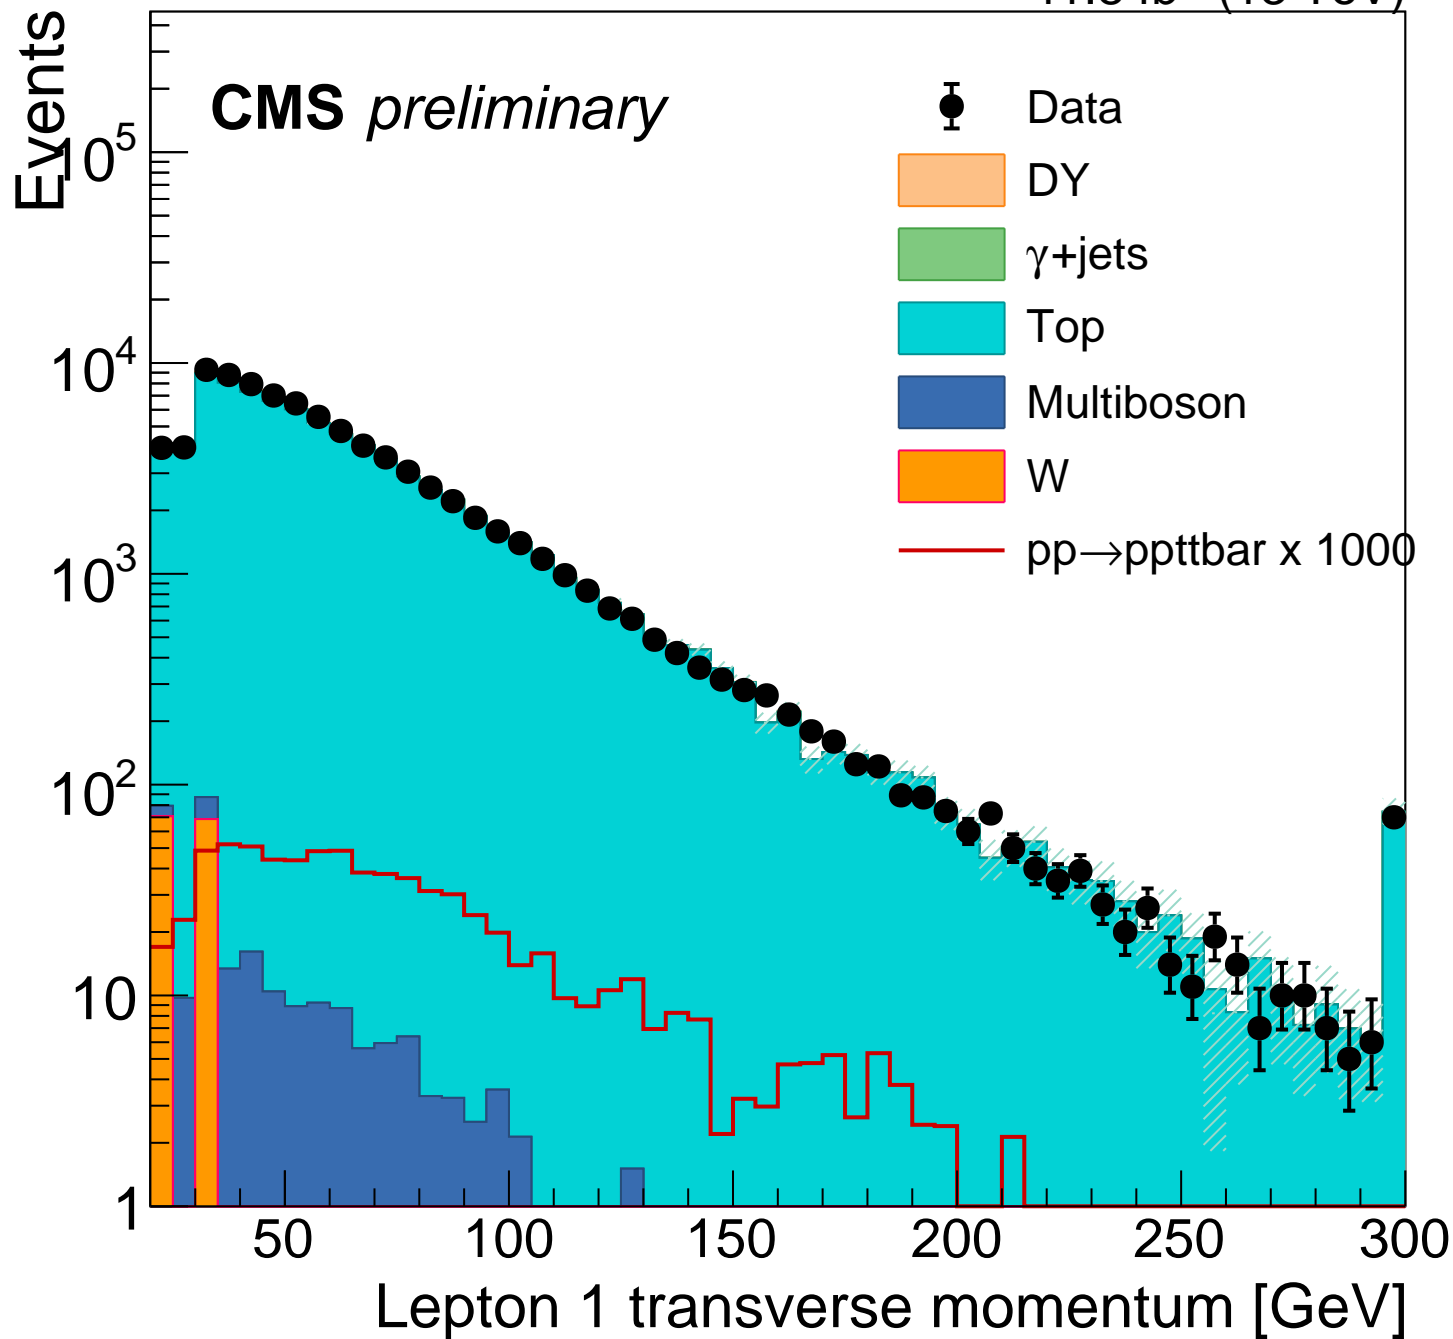 CMS preliminary
Events
Data
DY
γ+jets
Top
Multiboson
W
pp→ppttbar x 1000
10⁵
10⁴
10³
10²
10
1
50 100 150 200 250 300
Lepton 1 transverse momentum [GeV]